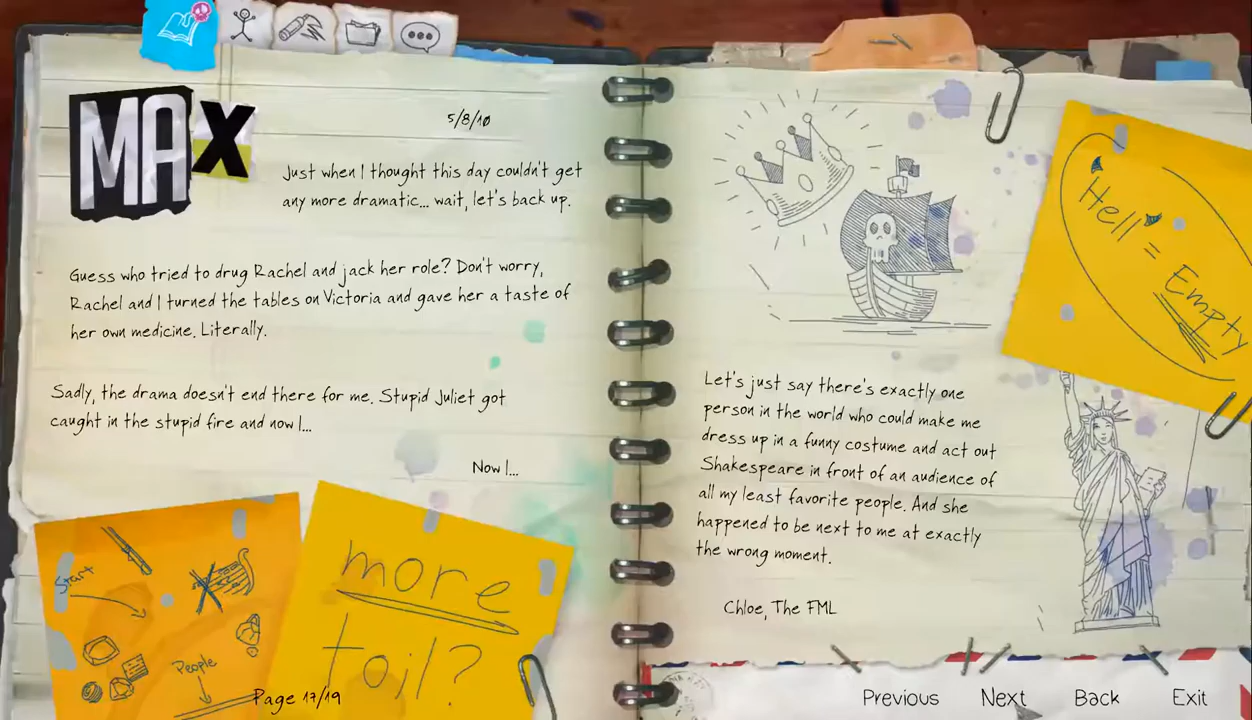 MAX
5/8/10
Just when I thought this day couldn't get
any more dramatic... wait, let's back up.
Guess who tried to drug Rachel and jack her role? Don't worry,
Rachel and I turned the tables on Victoria and gave her a taste of
her own medicine. Literally.
Sadly, the drama doesn't end there for me. Stupid Juliet got
caught in the stupid fire and now I...
Now I...
Start
People
more
toil?
Page 17/19
Hell = Empty
Let's just say there's exactly one
person in the world who could make me
dress up in a funny costume and act out
Shakespeare in front of an audience of
all my least favorite people. And she
happened to be next to me at exactly
the wrong moment.
Chloe, The FML
Previous Next Back Exit